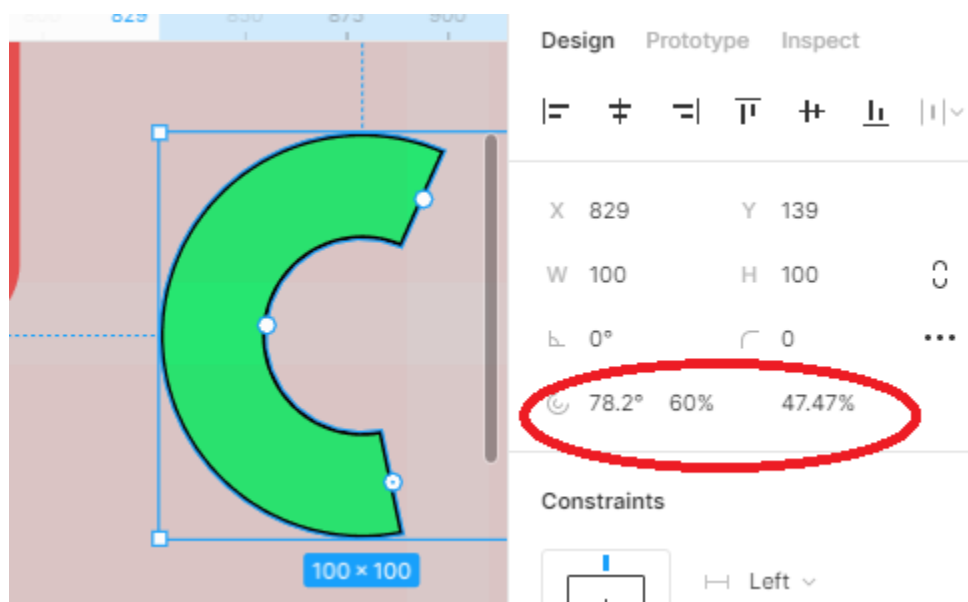 829 850 875 900
Design Prototype Inspect
X 829 Y 139
W 100 H 100
0° 0
78.2° 60% 47.47%
Constraints
100 × 100
Left